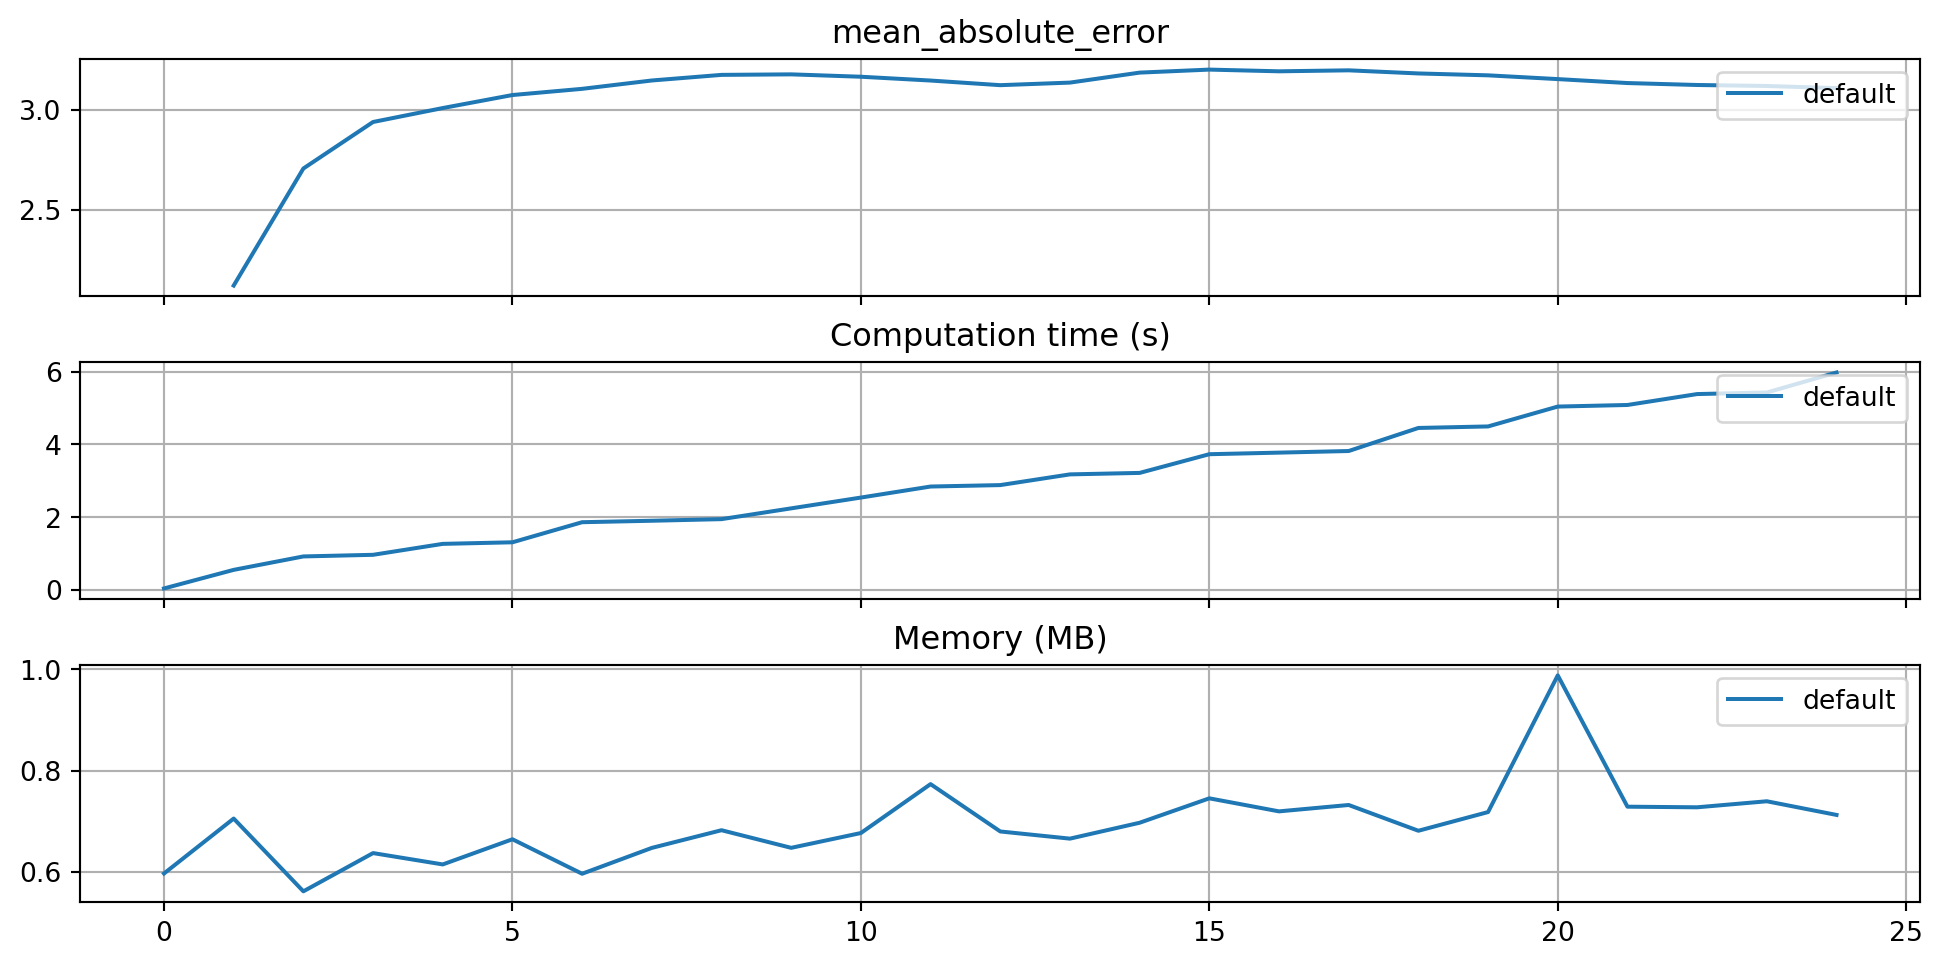 mean_absolute_error
3.0
2.5
default
Computation time (s)
6
4
2
0
default
Memory (MB)
1.0
0.8
0.6
default
0 5 10 15 20 25